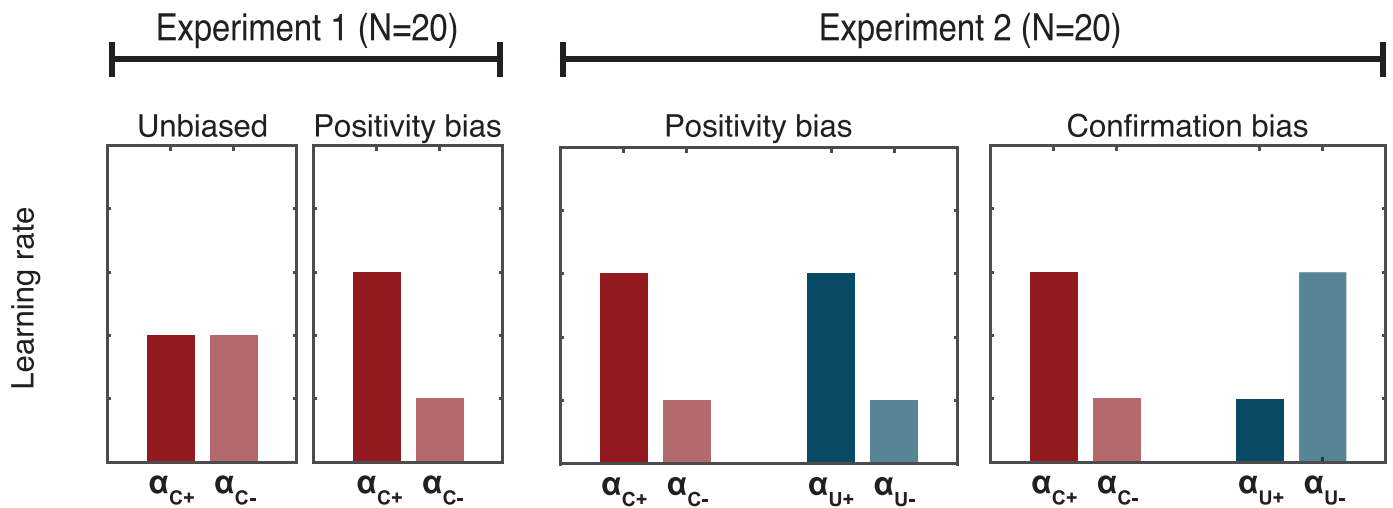 Experiment 1 (N=20)
Experiment 2 (N=20)
Unbiased
Positivity bias
Positivity bias
Confirmation bias
Learning rate
αC+ αC-
αC+ αC-
αC+ αC- αU+ αU-
αC+ αC- αU+ αU-